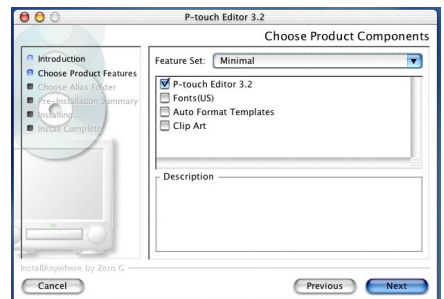 P-touch Editor 3.2
Choose Product Components
Introduction
Choose Product Features
Choose Alias Folder
Pre-Installation Summary
Installing...
Install Complete
Feature Set: Minimal
P-touch Editor 3.2
Fonts(US)
Auto Format Templates
Clip Art
Description
InstallAnywhere by Zero G
Cancel
Previous
Next